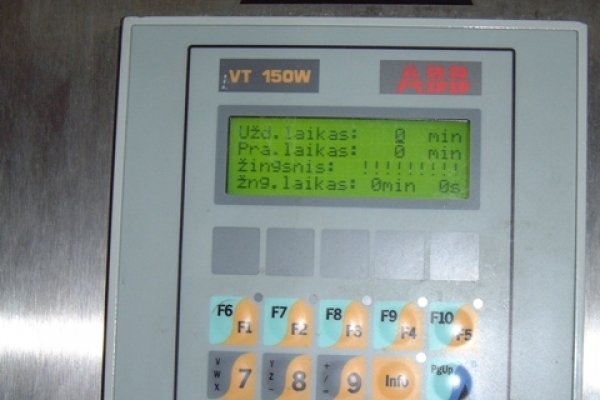 VT 150W ABB
Užd.laikas: 0 min
Pra.laikas: 0 min
žingsnis: !!!!!!!!
žng.laikas: 0min 0s
F6 F1 F7 F2 F8 F3 F9 F4 F10 F5
V W X 7 Y Z - 8 + / = 9 Info PgUp